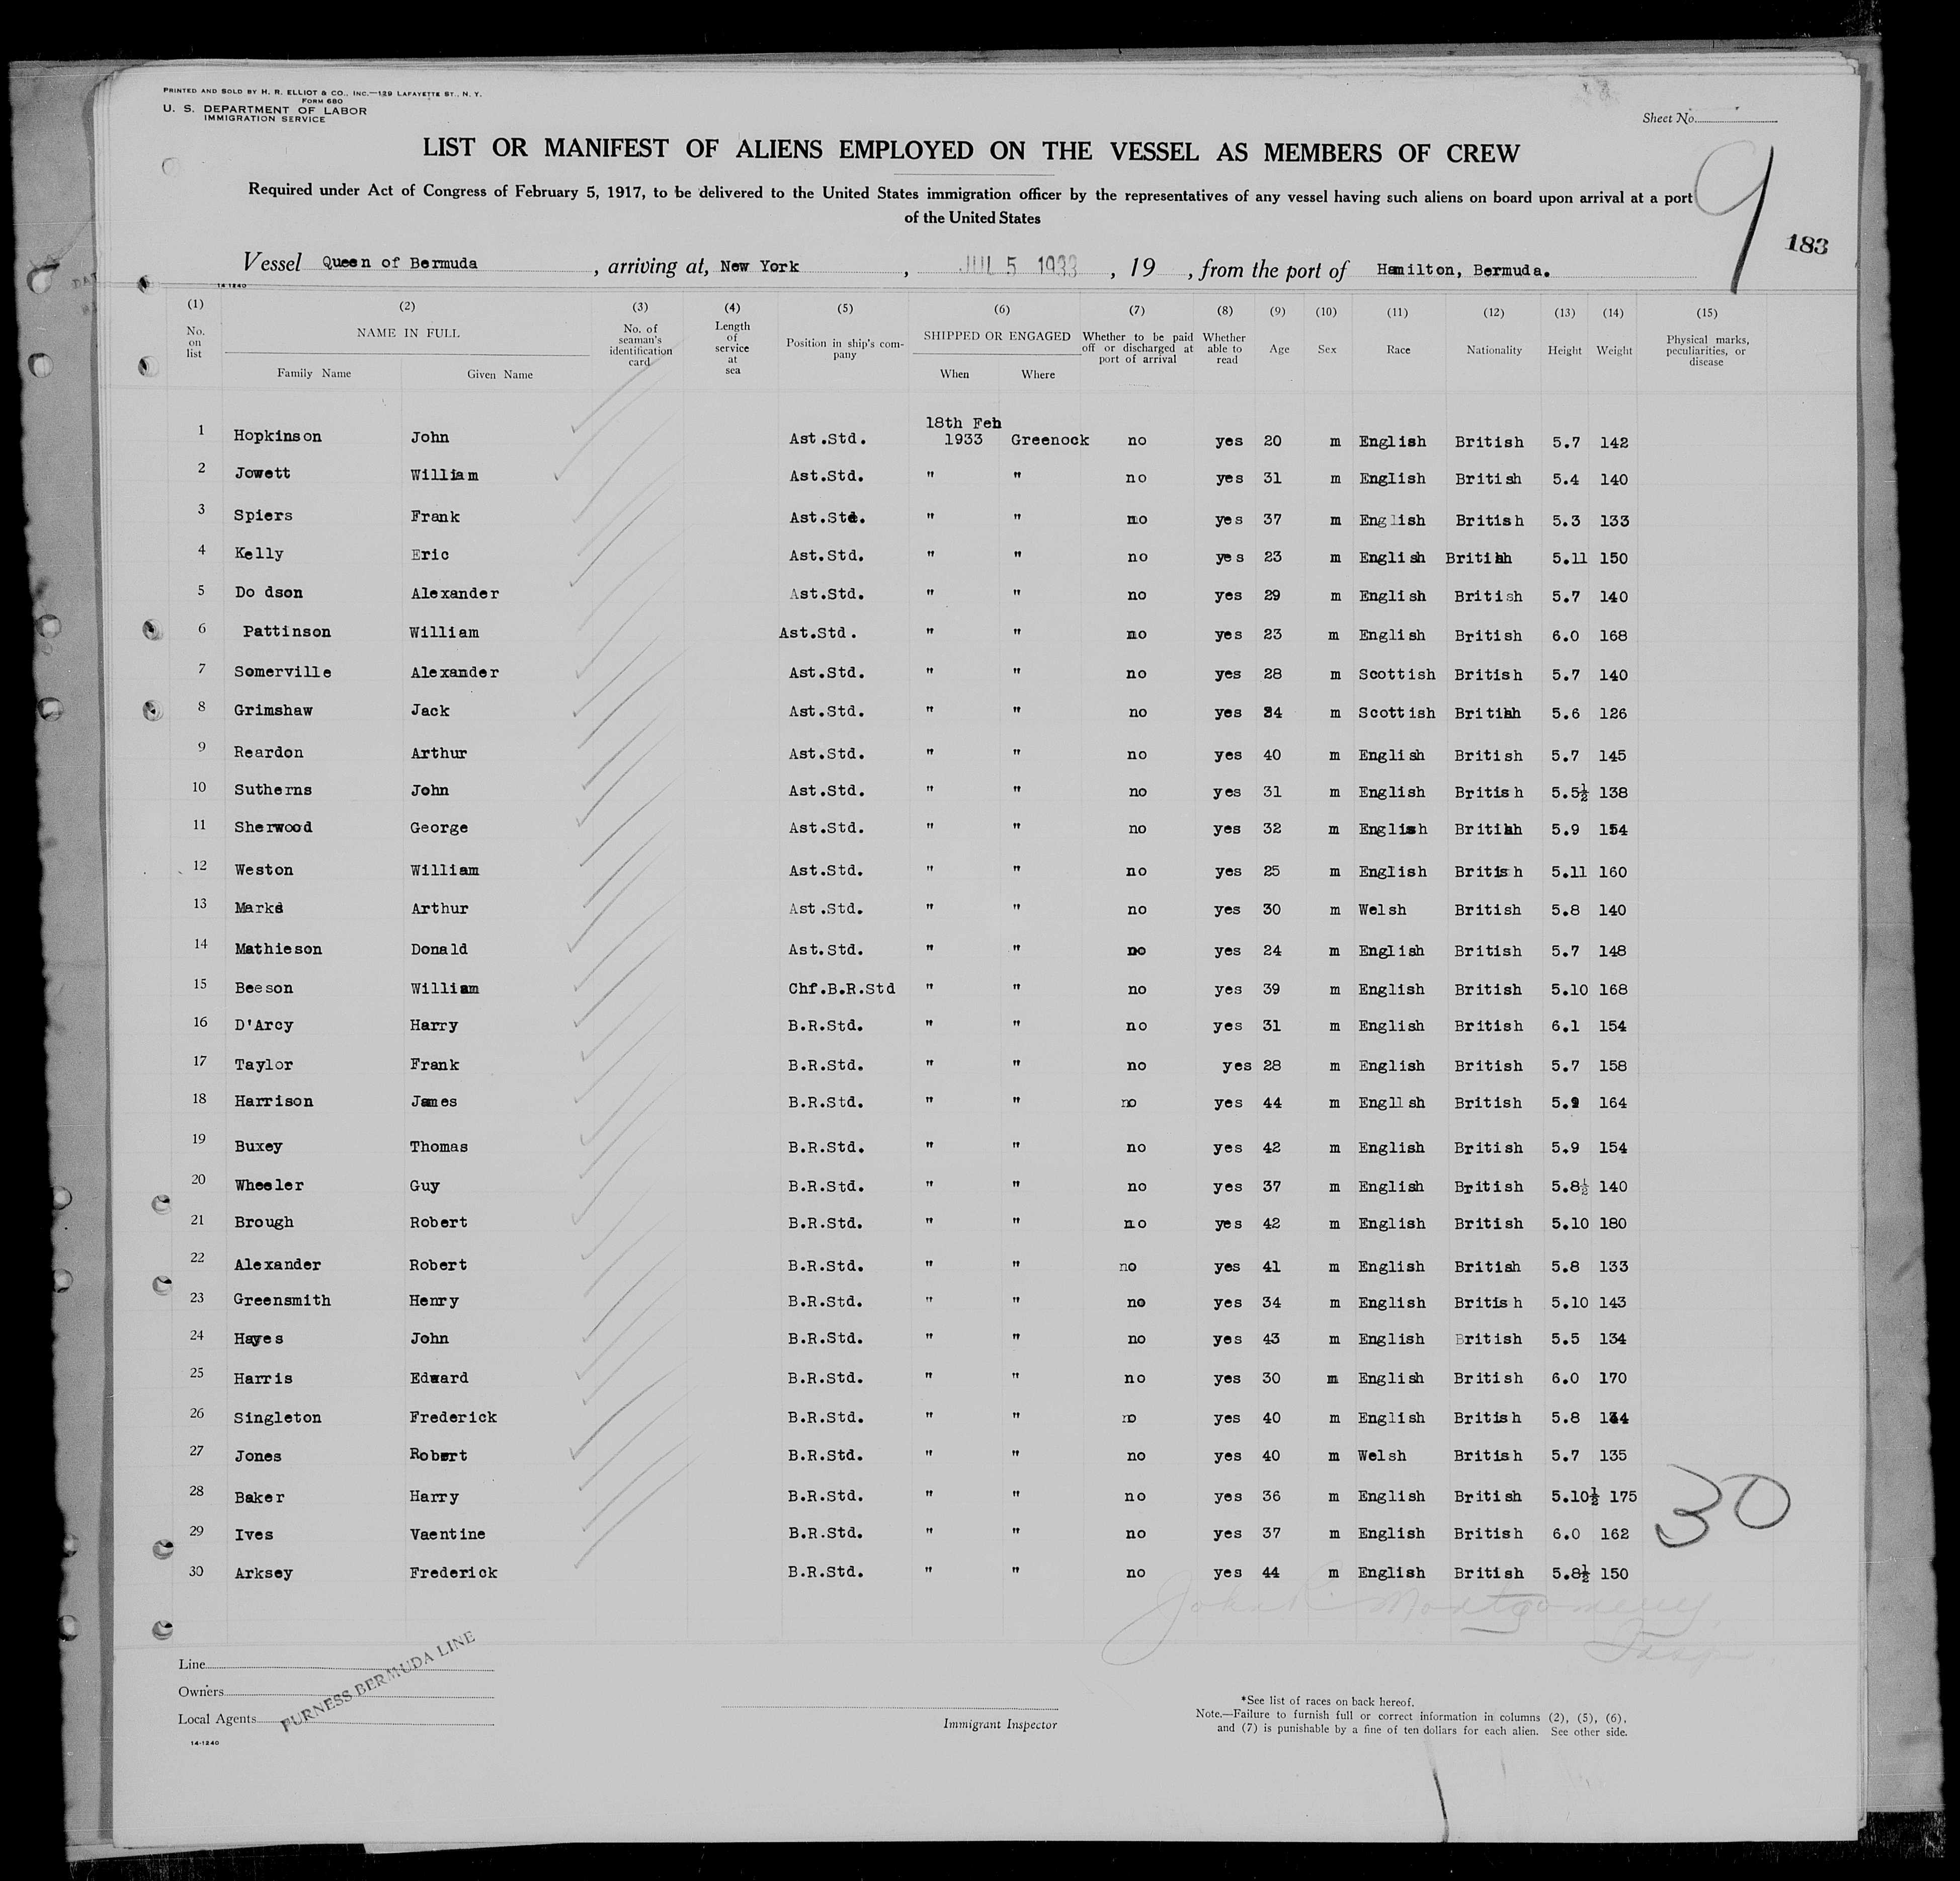 PRINTED AND SOLD BY H. R. ELLIOT & CO., INC.—129 LAFAYETTE ST., N. Y.
FORM 680
U. S. DEPARTMENT OF LABOR
IMMIGRATION SERVICE
Sheet No.
LIST OR MANIFEST OF ALIENS EMPLOYED ON THE VESSEL AS MEMBERS OF CREW
9
Required under Act of Congress of February 5, 1917, to be delivered to the United States immigration officer by the representatives of any vessel having such aliens on board upon arrival at a port
of the United States
183
Vessel Queen of Bermuda , arriving at, New York , JUL 5 1933 , 19 , from the port of Hamilton, Bermuda.
14-1240
(1) (2) (3) (4) (5) (6) (7) (8) (9) (10) (11) (12) (13) (14) (15)
No. on list NAME IN FULL Family Name Given Name No. of seaman's identification card Length of service at sea Position in ship's company SHIPPED OR ENGAGED When Where Whether to be paid off or discharged at port of arrival Whether able to read Age Sex Race Nationality Height Weight Physical marks, peculiarities, or disease
18th Feb
1 Hopkinson John Ast.Std. 1933 Greenock no yes 20 m English British 5.7 142
2 Jowett William Ast.Std. " " no yes 31 m English British 5.4 140
3 Spiers Frank Ast.Std. " " no yes 37 m English British 5.3 133
4 Kelly Eric Ast.Std. " " no yes 23 m English British 5.11 150
5 Do dson Alexander Ast.Std. " " no yes 29 m English British 5.7 140
6 Pattinson William Ast.Std. " " no yes 23 m English British 6.0 168
7 Somerville Alexander Ast.Std. " " no yes 28 m Scottish British 5.7 140
8 Grimshaw Jack Ast.Std. " " no yes m Scottish British 5.6 126
9 Reardon Arthur Ast.Std. " " no yes 40 m English British 5.7 145
10 Sutherns John Ast.Std. " " no yes 31 m English British 5.5½ 138
11 Sherwood George Ast.Std. " " no yes 32 m English British 5.9 154
12 Weston William Ast.Std. " " no yes 25 m English British 5.11 160
13 Marks Arthur Ast.Std. " " no yes 30 m Welsh British 5.8 140
14 Mathieson Donald Ast.Std. " " no yes 24 m English British 5.7 148
15 Beeson William Chf.B.R.Std " " no yes 39 m English British 5.10 168
16 D'Arcy Harry B.R.Std. " " no yes 31 m English British 6.1 154
17 Taylor Frank B.R.Std. " " no yes 28 m English British 5.7 158
18 Harrison James B.R.Std. " " no yes 44 m English British 164
19 Buxey Thomas B.R.Std. " " no yes 42 m English British 5.9 154
20 Wheeler Guy B.R.Std. " " no yes 37 m English British 5.8½ 140
21 Brough Robert B.R.Std. " " no yes 42 m English British 5.10 180
22 Alexander Robert B.R.Std. " " no yes 41 m English British 5.8 133
23 Greensmith Henry B.R.Std. " " no yes 34 m English British 5.10 143
24 Hayes John B.R.Std. " " no yes 43 m English British 5.5 134
25 Harris Edward B.R.Std. " " no yes 30 m English British 6.0 170
26 Singleton Frederick B.R.Std. " " no yes 40 m English British 5.8
27 Jones Robert B.R.Std. " " no yes 40 m Welsh British 5.7 135
28 Baker Harry B.R.Std. " " no yes 36 m English British 5.10½ 175
29 Ives Vaentine B.R.Std. " " no yes 37 m English British 6.0 162
30 Arksey Frederick B.R.Std. " " no yes 44 m English British 5.8½ 150
30
John R. Montgomery
Line
Owners
Local Agents
FURNESS BERMUDA LINE
14-1240
Immigrant Inspector
*See list of races on back hereof.
Note.—Failure to furnish full or correct information in columns (2), (5), (6),
and (7) is punishable by a fine of ten dollars for each alien. See other side.